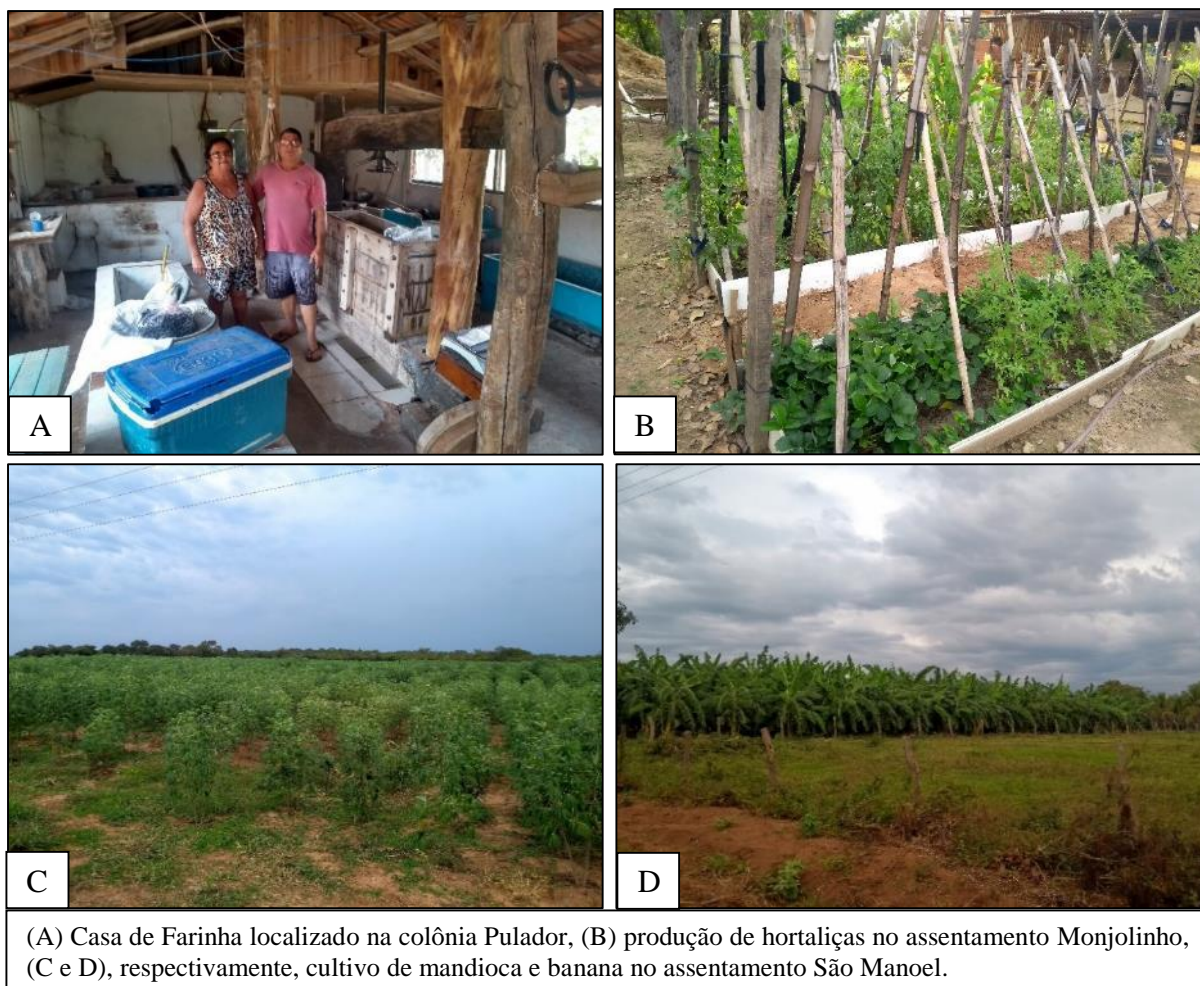 A
B
C
D
(A) Casa de Farinha localizado na colônia Pulador, (B) produção de hortaliças no assentamento Monjolinho,
(C e D), respectivamente, cultivo de mandioca e banana no assentamento São Manoel.